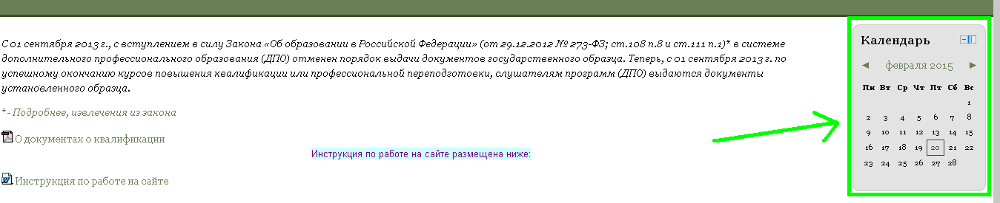 С 01 сентября 2013 г., с вступлением в силу Закона «Об образовании в Российской Федерации» (от 29.12.2012 № 273-ФЗ; ст.108 п.8 и ст.111 п.1)* в системе
дополнительного профессионального образования (ДПО) отменен порядок выдачи документов государственного образца. Теперь, с 01 сентября 2013 г. по
успешному окончанию курсов повышения квалификации или профессиональной переподготовки, слушателям программ (ДПО) выдаются документы
установленного образца.
*- Подробнее, извлечения из закона
О документах о квалификации
Инструкция по работе на сайте размещена ниже:
Инструкция по работе на сайте
Календарь
◄ февраля 2015 ►
Пн Вт Ср Чт Пт Сб Вс
1
2 3 4 5 6 7 8
9 10 11 12 13 14 15
16 17 18 19 20 21 22
23 24 25 26 27 28